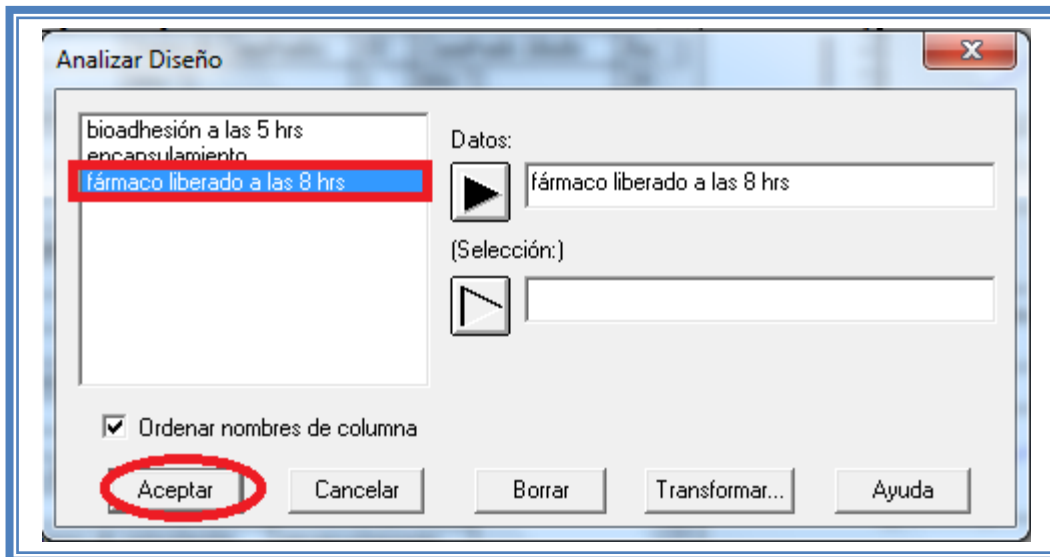 Analizar Diseño
bioadhesión a las 5 hrs
encapsulamiento
fármaco liberado a las 8 hrs
Datos:
fármaco liberado a las 8 hrs
(Selección:)
Ordenar nombres de columna
Aceptar
Cancelar
Borrar
Transformar...
Ayuda